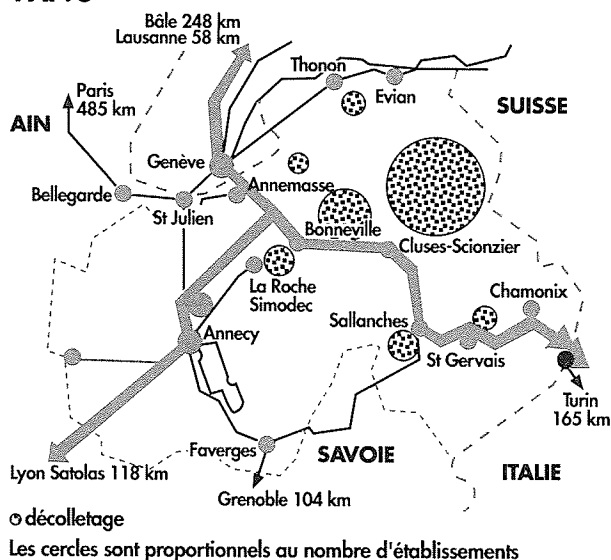 Bâle 248 km
Lausanne 58 km
Thonon
Evian
Paris
485 km
SUISSE
AIN
Genève
Annemasse
Bellegarde
St Julien
Bonneville
Cluses-Scionzier
La Roche
Simodec
Chamonix
Sallanches
Annecy
St Gervais
Turin
165 km
Faverges
SAVOIE
ITALIE
Lyon Satolas 118 km
Grenoble 104 km
décolletage
Les cercles sont proportionnels au nombre d'établissements